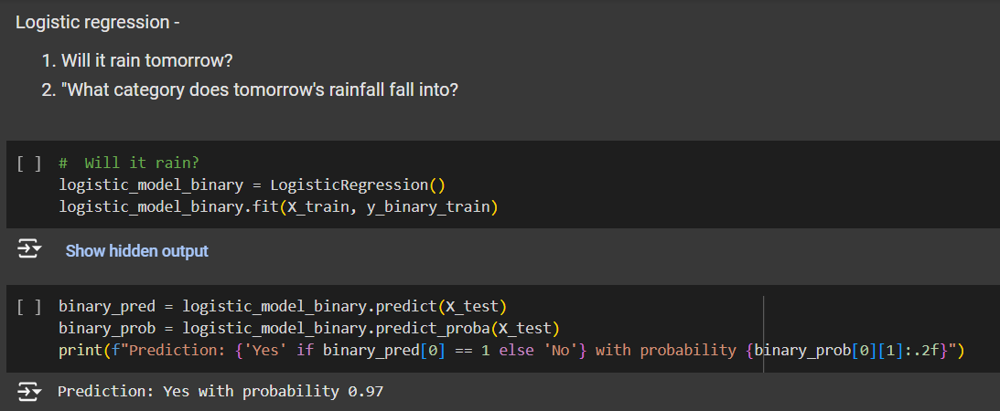 Logistic regression -
1. Will it rain tomorrow?
2. "What category does tomorrow's rainfall fall into?
[ ] #  Will it rain?
logistic_model_binary = LogisticRegression()
logistic_model_binary.fit(X_train, y_binary_train)
Show hidden output
[ ] binary_pred = logistic_model_binary.predict(X_test)
binary_prob = logistic_model_binary.predict_proba(X_test)
print(f"Prediction: {'Yes' if binary_pred[0] == 1 else 'No'} with probability {binary_prob[0][1]:.2f}")
Prediction: Yes with probability 0.97